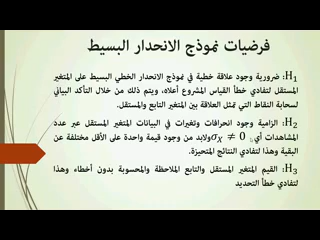 فرضيات نموذج الانحدار البسيط
H₁: ضرورية وجود علاقة خطية في نموذج الانحدار الخطي البسيط على المتغير
المستقل لتفادي خطأ القياس المشروع أعلاه، ويتم ذلك من خلال التأكد البياني
لسحابة النقاط التي تمثل العلاقة بين المتغير التابع والمستقل.
H₂: الزامية وجود انحرافات وتغيرات في البيانات المتغير المستقل عبر عدد
المشاهدات أي: σ_X ≠ 0 ولابد من وجود قيمة واحدة على الأقل مختلفة عن
البقية وهذا لتفادي النتائج المتحيزة.
H₃: القيم المتغير المستقل والتابع الملاحظة والمحسوبة بدون أخطاء وهذا
لتفادي خطأ التحديد